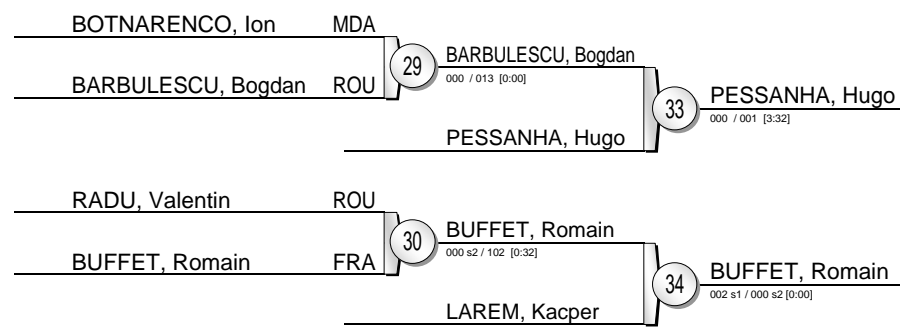 BOTNARENCO, Ion MDA
29
BARBULESCU, Bogdan
000 / 013 [0:00]
BARBULESCU, Bogdan ROU
33
PESSANHA, Hugo
000 / 001 [3:32]
PESSANHA, Hugo
RADU, Valentin ROU
30
BUFFET, Romain
000 s2 / 102 [0:32]
BUFFET, Romain FRA
34
BUFFET, Romain
002 s1 / 000 s2 [0:00]
LAREM, Kacper